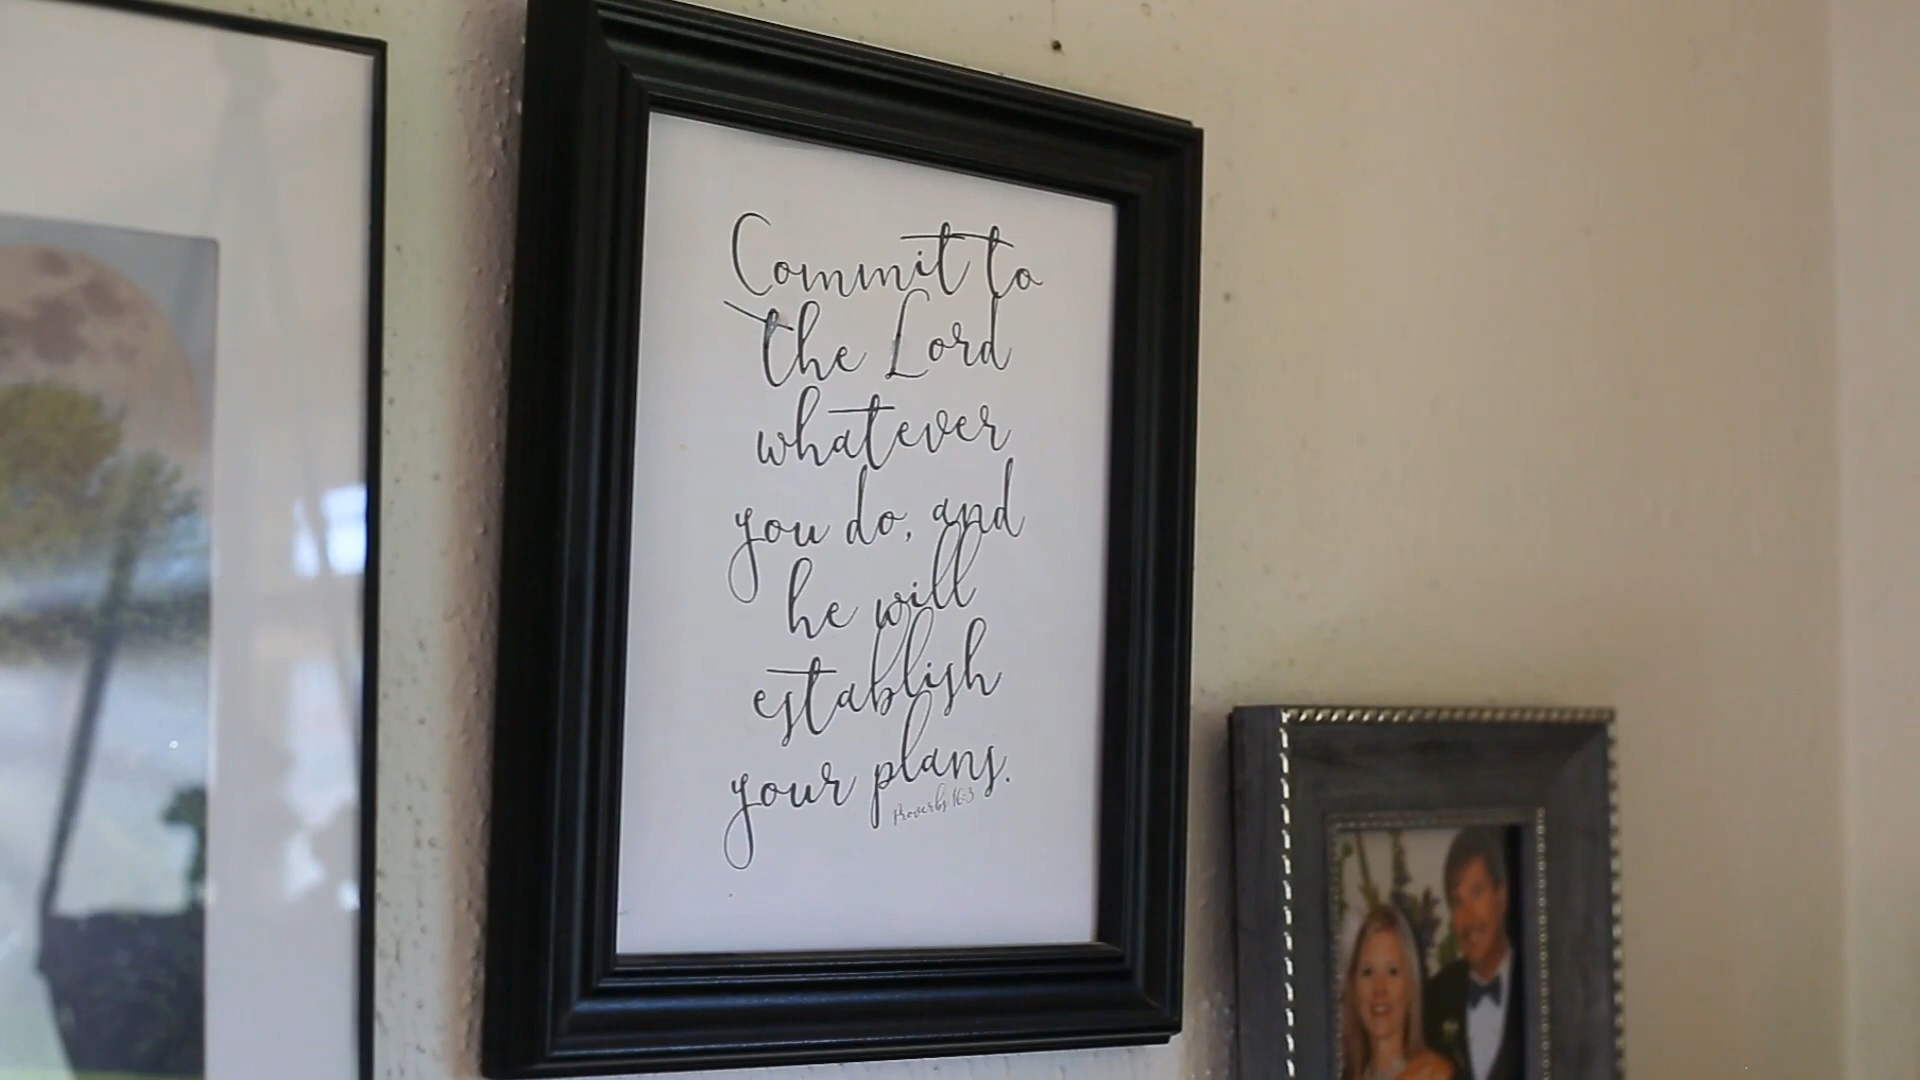 Commit to
the Lord
whatever
you do, and
he will
establish
your plans.
Proverbs 16:3